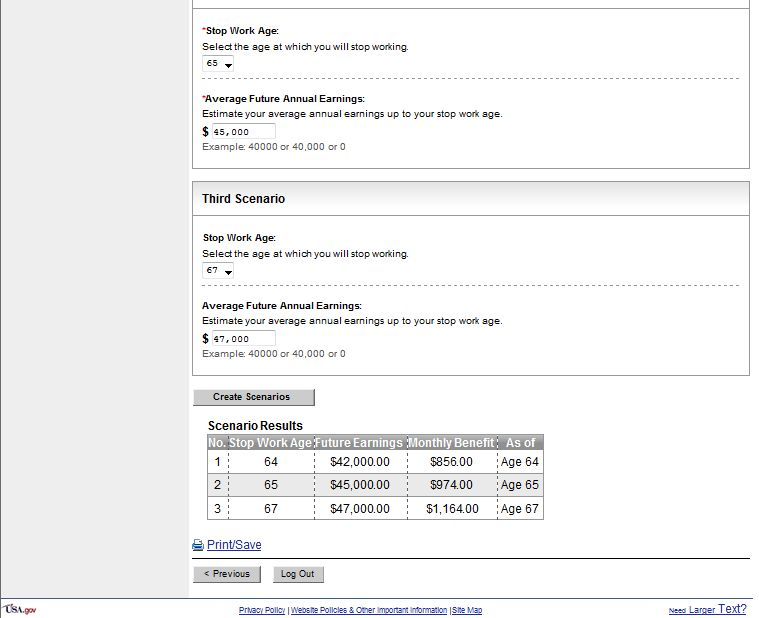 *Stop Work Age:
Select the age at which you will stop working.
65
*Average Future Annual Earnings:
Estimate your average annual earnings up to your stop work age.
$ 45,000
Example: 40000 or 40,000 or 0
Third Scenario
Stop Work Age:
Select the age at which you will stop working.
67
Average Future Annual Earnings:
Estimate your average annual earnings up to your stop work age.
$ 47,000
Example: 40000 or 40,000 or 0
Create Scenarios
Scenario Results
No. Stop Work Age Future Earnings Monthly Benefit As of
1 64 $42,000.00 $856.00 Age 64
2 65 $45,000.00 $974.00 Age 65
3 67 $47,000.00 $1,164.00 Age 67
Print/Save
< Previous Log Out
USA.gov Privacy Policy | Website Policies & Other Important Information | Site Map Need Larger Text?